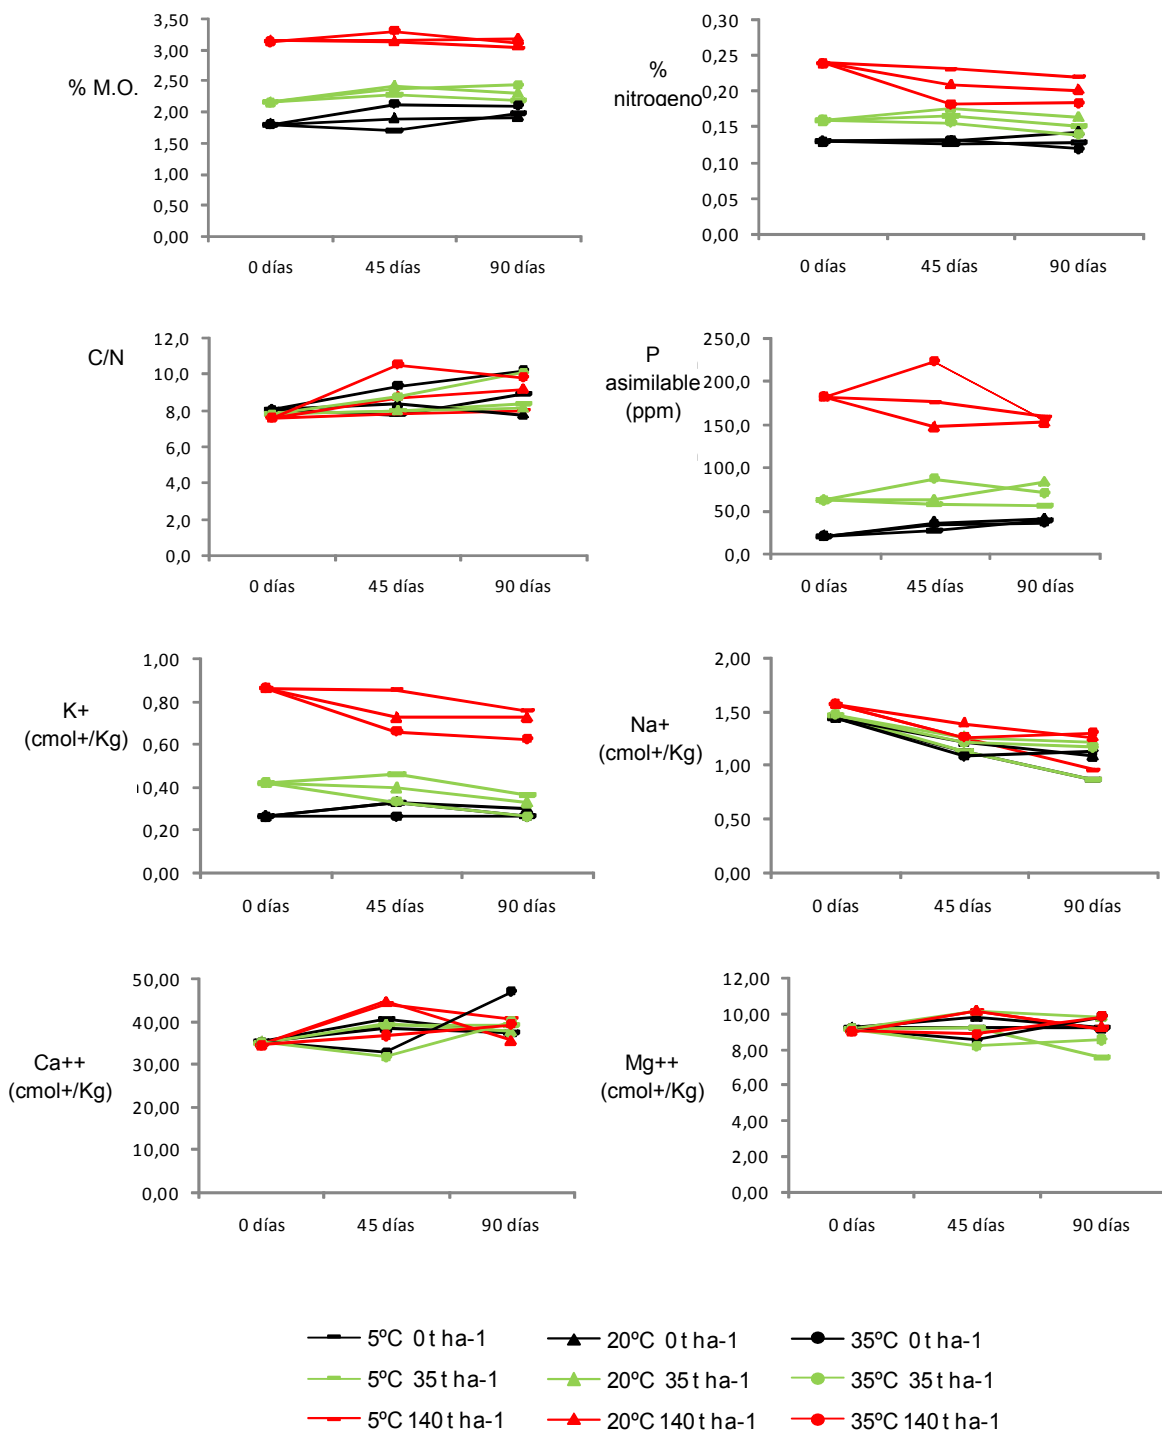 % M.O.
3,50
3,00
2,50
2,00
1,50
1,00
0,50
0,00
0 días 45 días 90 días
%
nitrogeno
0,30
0,25
0,20
0,15
0,10
0,05
0,00
0 días 45 días 90 días
C/N
12,0
10,0
8,0
6,0
4,0
2,0
0,0
0 días 45 días 90 días
P
asimilable
(ppm)
250,0
200,0
150,0
100,0
50,0
0,0
0 días 45 días 90 días
K+
(cmol+/Kg)
1,00
0,80
0,60
0,40
0,20
0,00
0 días 45 días 90 días
Na+
(cmol+/Kg)
2,00
1,50
1,00
0,50
0,00
0 días 45 días 90 días
Ca++
(cmol+/Kg)
50,00
40,00
30,00
20,00
10,00
0,00
0 días 45 días 90 días
Mg++
(cmol+/Kg)
12,00
10,00
8,00
6,00
4,00
2,00
0,00
0 días 45 días 90 días
5ºC 0 t ha-1 20ºC 0 t ha-1 35ºC 0 t ha-1
5ºC 35 t ha-1 20ºC 35 t ha-1 35ºC 35 t ha-1
5ºC 140 t ha-1 20ºC 140 t ha-1 35ºC 140 t ha-1